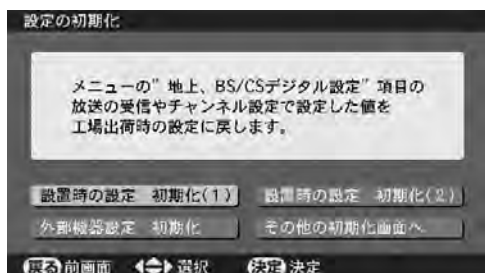 設定の初期化
メニューの”地上、BS/CSデジタル設定”項目の
放送の受信やチャンネル設定で設定した値を
工場出荷時の設定に戻します。
設置時の設定 初期化(1) 設置時の設定 初期化(2)
外部機器設定 初期化 その他の初期化画面へ
戻る 前画面 選択 決定 決定